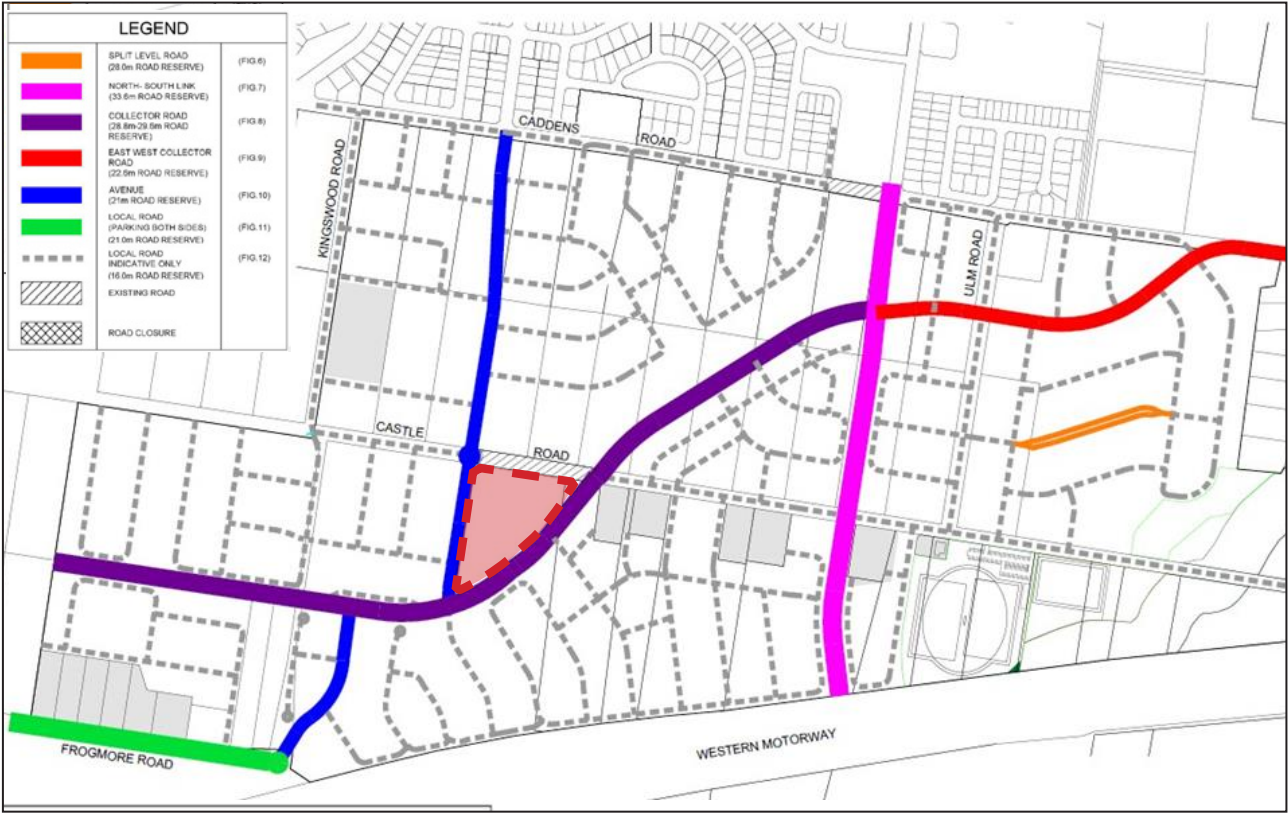 LEGEND
SPLIT LEVEL ROAD
(28.0m ROAD RESERVE)
(FIG.6)
NORTH- SOUTH LINK
(33.6m ROAD RESERVE)
(FIG.7)
COLLECTOR ROAD
(28.8m-29.6m ROAD
RESERVE)
(FIG.8)
EAST WEST COLLECTOR
ROAD
(22.6m ROAD RESERVE)
(FIG.9)
AVENUE
(21m ROAD RESERVE)
(FIG.10)
LOCAL ROAD
(PARKING BOTH SIDES)
(21.0m ROAD RESERVE)
(FIG.11)
LOCAL ROAD
INDICATIVE ONLY
(16.0m ROAD RESERVE)
(FIG.12)
EXISTING ROAD
ROAD CLOSURE
CADDENS
ROAD
KINGSWOOD ROAD
ULM ROAD
CASTLE
ROAD
WESTERN MOTORWAY
FROGMORE ROAD